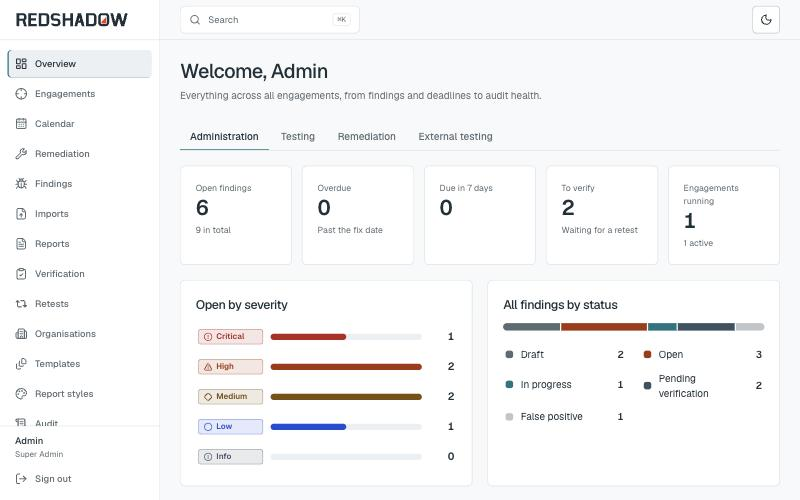 REDSHADOW
Search
⌘K
Overview
Engagements
Calendar
Remediation
Findings
Imports
Reports
Verification
Retests
Organisations
Templates
Report styles
Audit
Admin
Super Admin
Sign out
Welcome, Admin
Everything across all engagements, from findings and deadlines to audit health.
Administration
Testing
Remediation
External testing
Open findings
6
9 in total
Overdue
0
Past the fix date
Due in 7 days
0
To verify
2
Waiting for a retest
Engagements
running
1
1 active
Open by severity
Critical 1
High 2
Medium 2
Low 1
Info 0
All findings by status
Draft 2
Open 3
In progress 1
Pending
verification 2
False positive 1